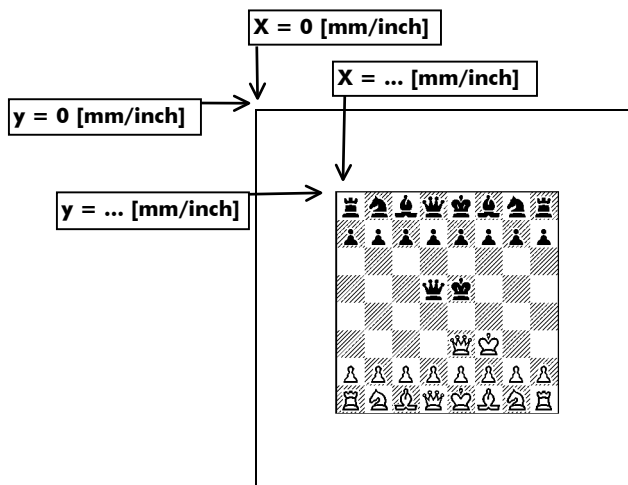 X = 0 [mm/inch]
X = ... [mm/inch]
y = 0 [mm/inch]
y = ... [mm/inch]